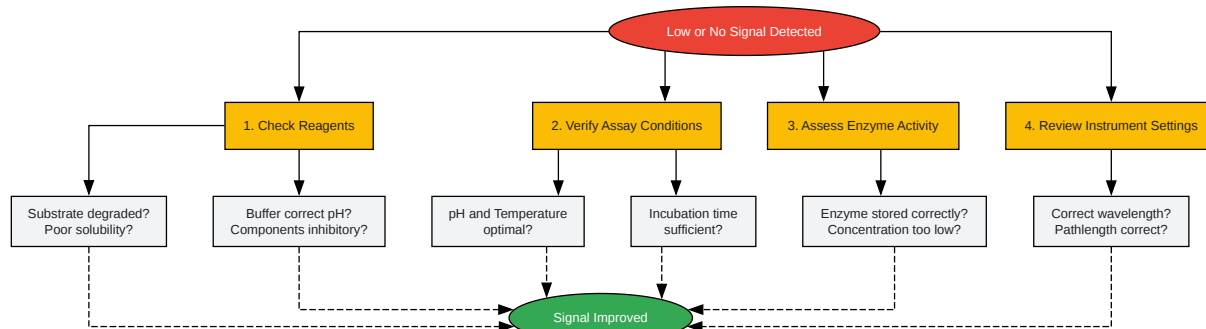 Low or No Signal Detected
1. Check Reagents
2. Verify Assay Conditions
3. Assess Enzyme Activity
4. Review Instrument Settings
Substrate degraded?
Poor solubility?
Buffer correct pH?
Components inhibitory?
pH and Temperature
optimal?
Incubation time
sufficient?
Enzyme stored correctly?
Concentration too low?
Correct wavelength?
Pathlength correct?
Signal Improved